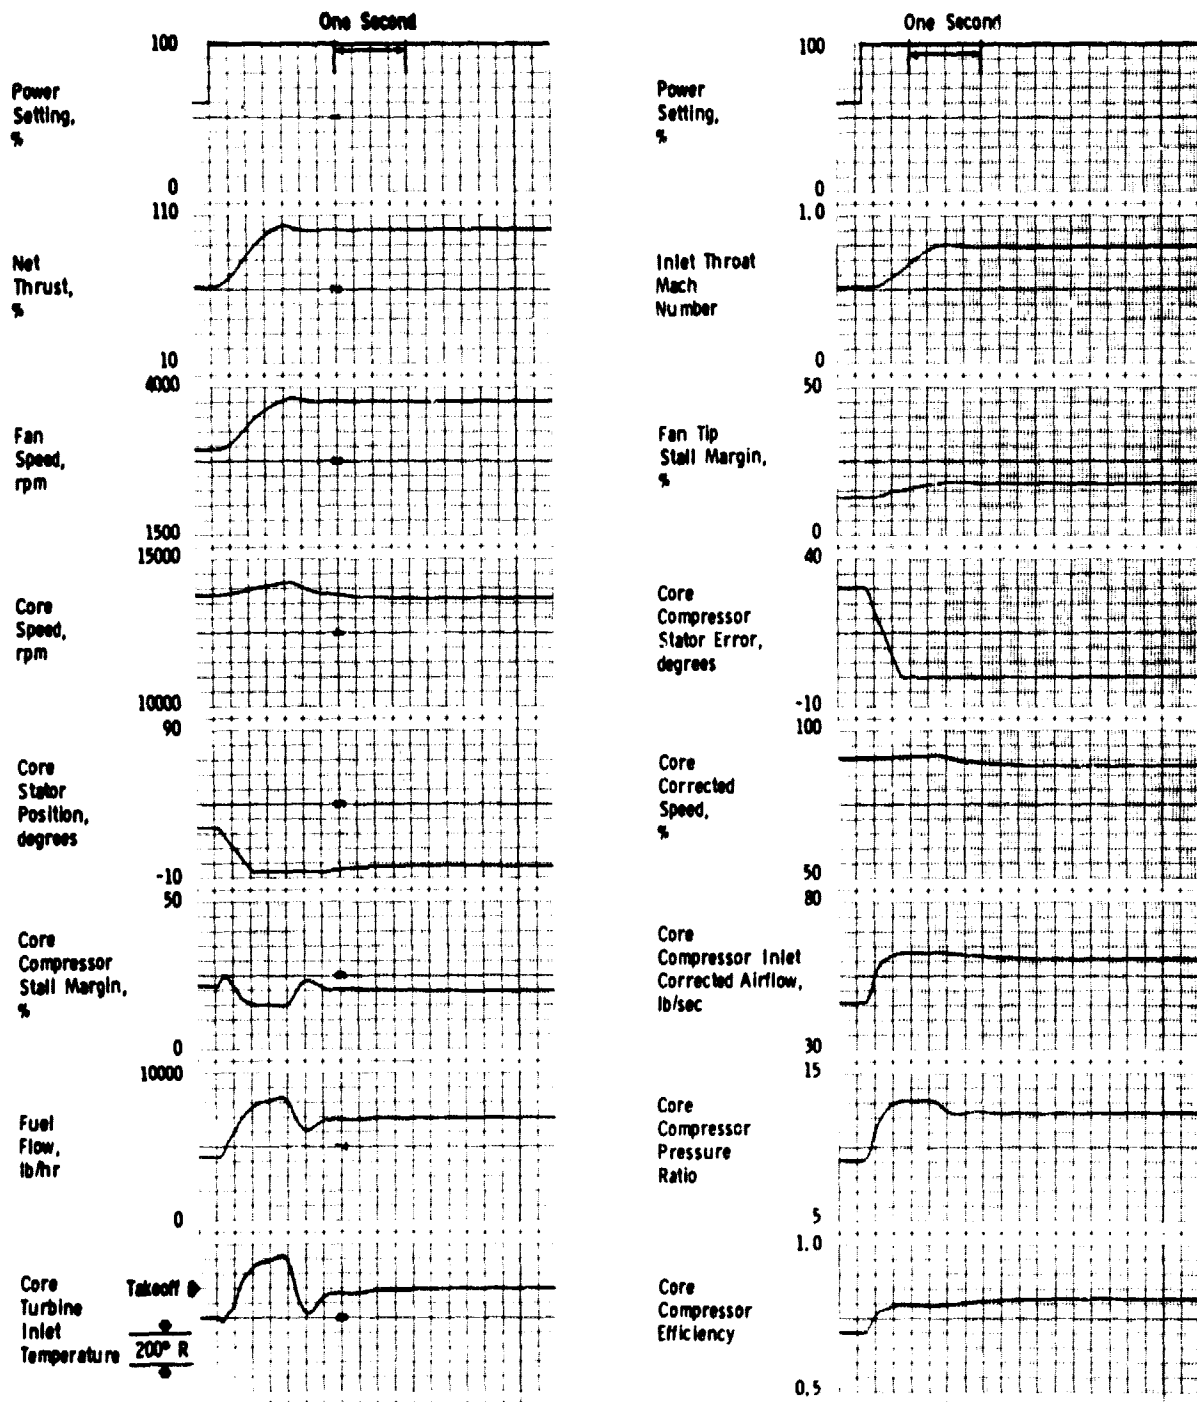 One Second
100
Power
Setting,
%
0
110
Net
Thrust,
%
10
4000
Fan
Speed,
rpm
1500
15000
Core
Speed,
rpm
10000
90
Core
Stator
Position,
degrees
-10
50
Core
Compressor
Stall Margin,
%
0
10000
Fuel
Flow,
lb/hr
0
Core
Turbine
Inlet
Temperature
Takeoff
200° R
One Second
100
Power
Setting,
%
0
1.0
Inlet Throat
Mach
Number
0
50
Fan Tip
Stall Margin,
%
0
40
Core
Compressor
Stator Error,
degrees
-10
100
Core
Corrected
Speed,
%
50
80
Core
Compressor Inlet
Corrected Airflow,
lb/sec
30
15
Core
Compressor
Pressure
Ratio
5
1.0
Core
Compressor
Efficiency
0.5